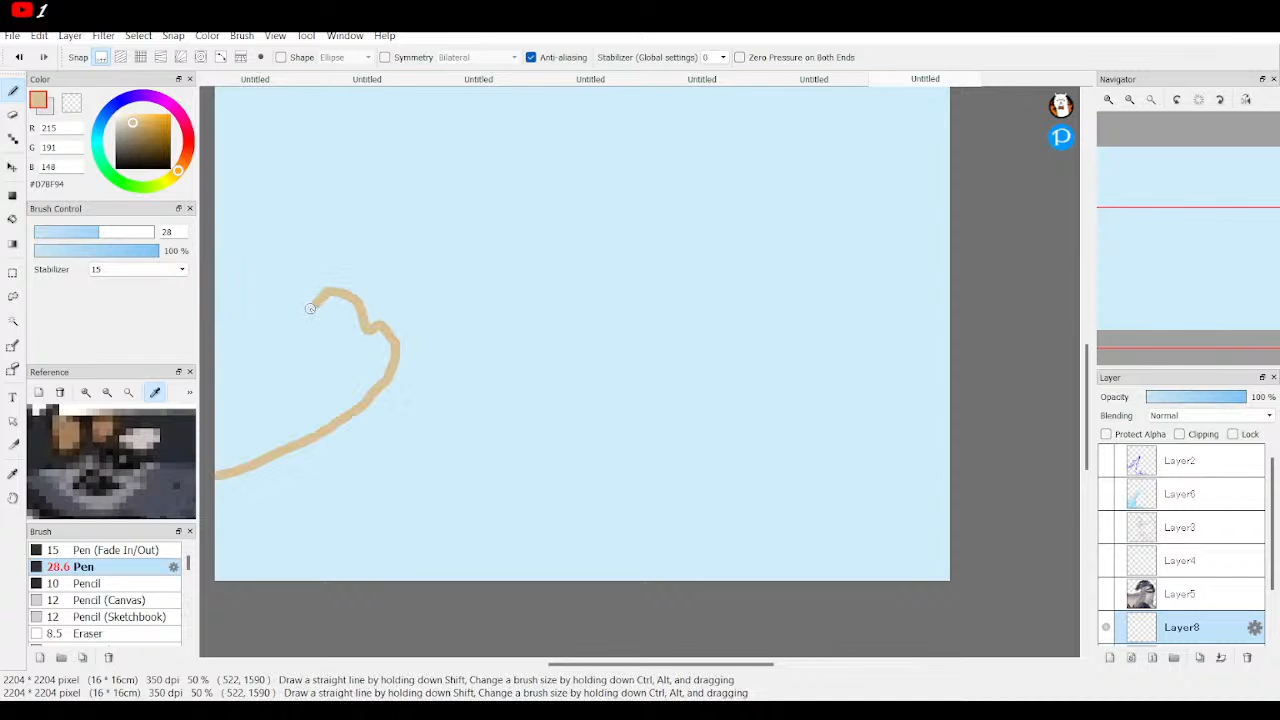 1
File Edit Layer Filter Select Snap Color Brush View Tool Window Help
Snap Shape Ellipse Symmetry Bilateral Anti-aliasing Stabilizer (Global settings) 0 Zero Pressure on Both Ends
Color
Untitled Untitled Untitled Untitled Untitled Untitled Untitled
Navigator
R 215
G 191
B 148
#D7BF94
Brush Control
28
100 %
Stabilizer 15
Reference
»
Brush
15 Pen (Fade In/Out)
28.6 Pen
10 Pencil
12 Pencil (Canvas)
12 Pencil (Sketchbook)
8.5 Eraser
Layer
Opacity 100 %
Blending Normal
Protect Alpha Clipping Lock
Layer2
Layer6
Layer3
Layer4
Layer5
Layer8
2204 * 2204 pixel (16 * 16cm) 350 dpi 50 % ( 522, 1590 ) Draw a straight line by holding down Shift, Change a brush size by holding down Ctrl, Alt, and dragging
2204 * 2204 pixel (16 * 16cm) 350 dpi 50 % ( 522, 1590 ) Draw a straight line by holding down Shift, Change a brush size by holding down Ctrl, Alt, and dragging